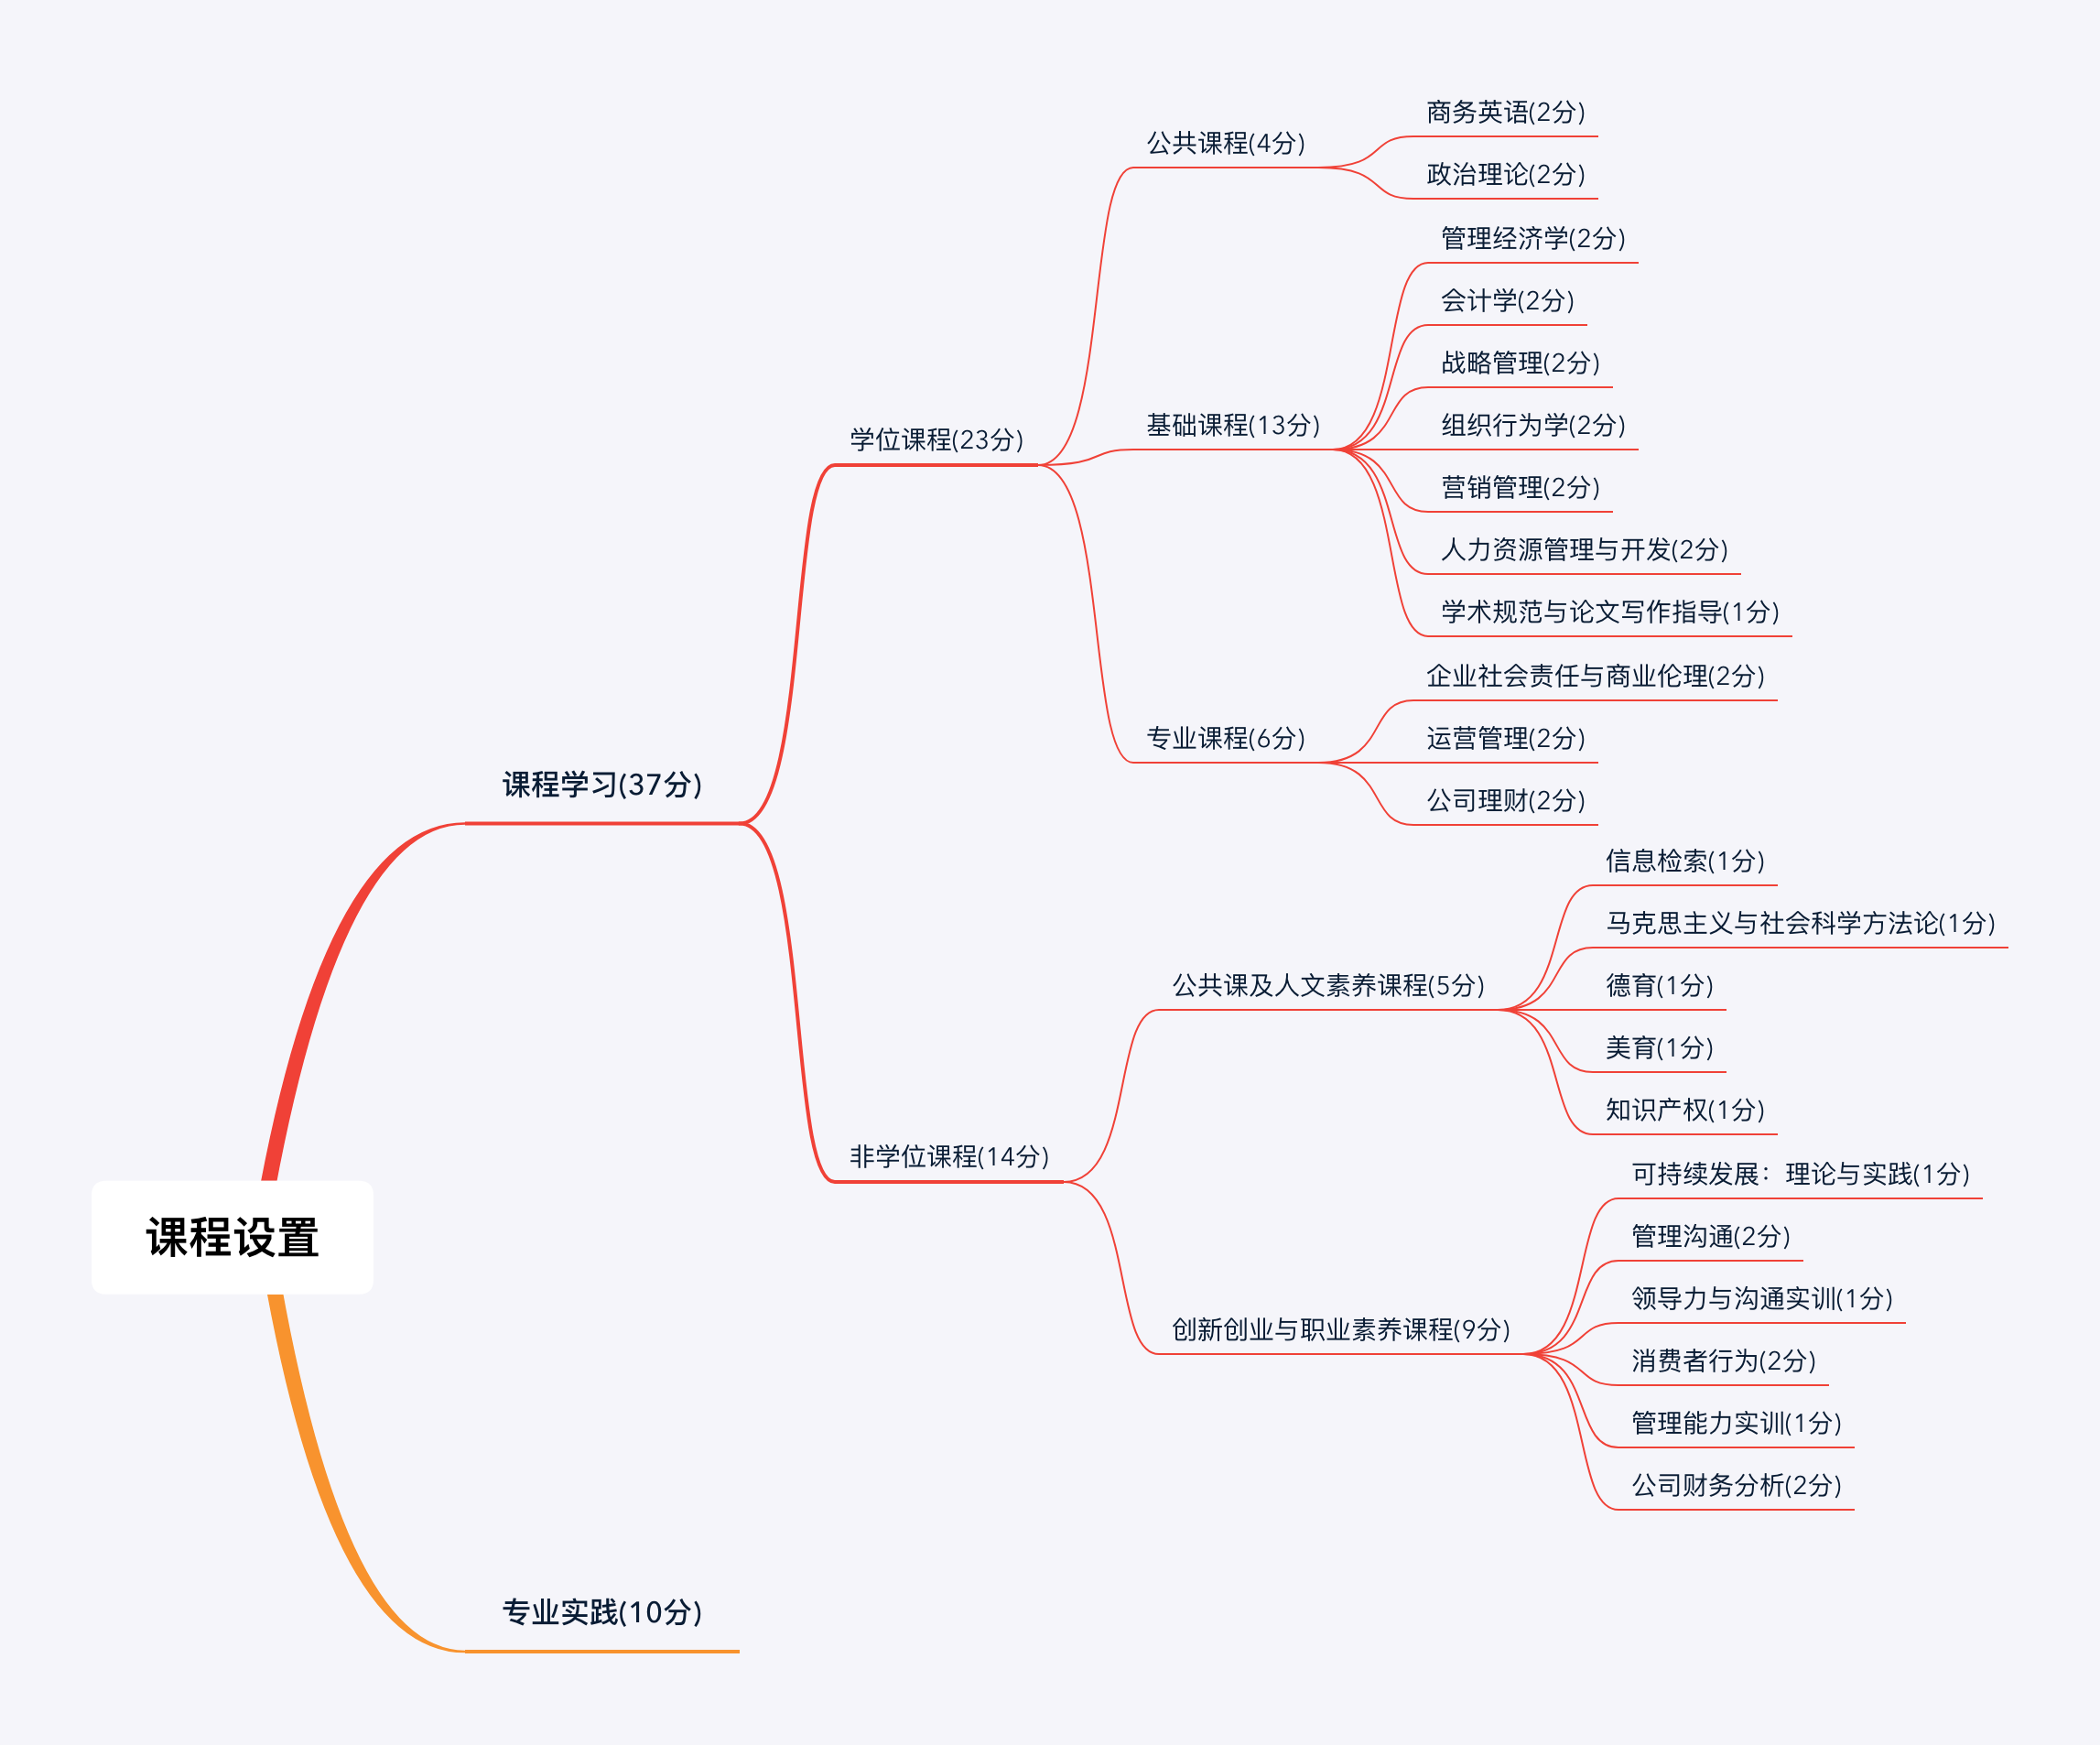 课程设置
课程学习(37分)
学位课程(23分)
公共课程(4分)
商务英语(2分)
政治理论(2分)
基础课程(13分)
管理经济学(2分)
会计学(2分)
战略管理(2分)
组织行为学(2分)
营销管理(2分)
人力资源管理与开发(2分)
学术规范与论文写作指导(1分)
专业课程(6分)
企业社会责任与商业伦理(2分)
运营管理(2分)
公司理财(2分)
非学位课程(14分)
公共课及人文素养课程(5分)
信息检索(1分)
马克思主义与社会科学方法论(1分)
德育(1分)
美育(1分)
知识产权(1分)
创新创业与职业素养课程(9分)
可持续发展：理论与实践(1分)
管理沟通(2分)
领导力与沟通实训(1分)
消费者行为(2分)
管理能力实训(1分)
公司财务分析(2分)
专业实践(10分)